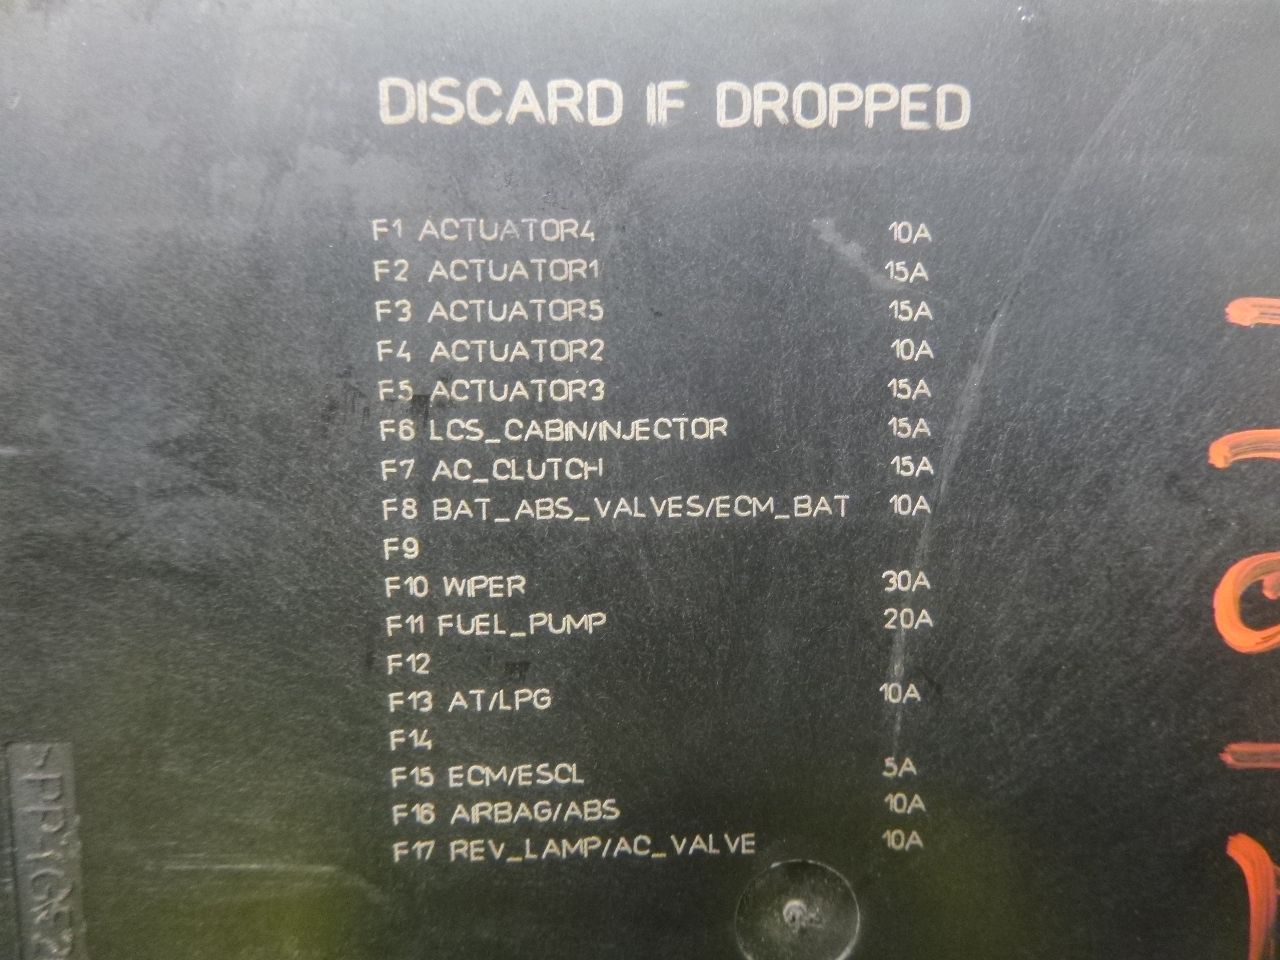 DISCARD IF DROPPED
F1 ACTUATOR4 10A
F2 ACTUATOR1 15A
F3 ACTUATOR5 15A
F4 ACTUATOR2 10A
F5 ACTUATOR3 15A
F6 LCS_CABIN/INJECTOR 15A
F7 AC_CLUTCH 15A
F8 BAT_ABS_VALVES/ECM_BAT 10A
F9
F10 WIPER 30A
F11 FUEL_PUMP 20A
F12
F13 AT/LPG 10A
F14
F15 ECM/ESCL 5A
F16 AIRBAG/ABS 10A
F17 REV_LAMP/AC_VALVE 10A